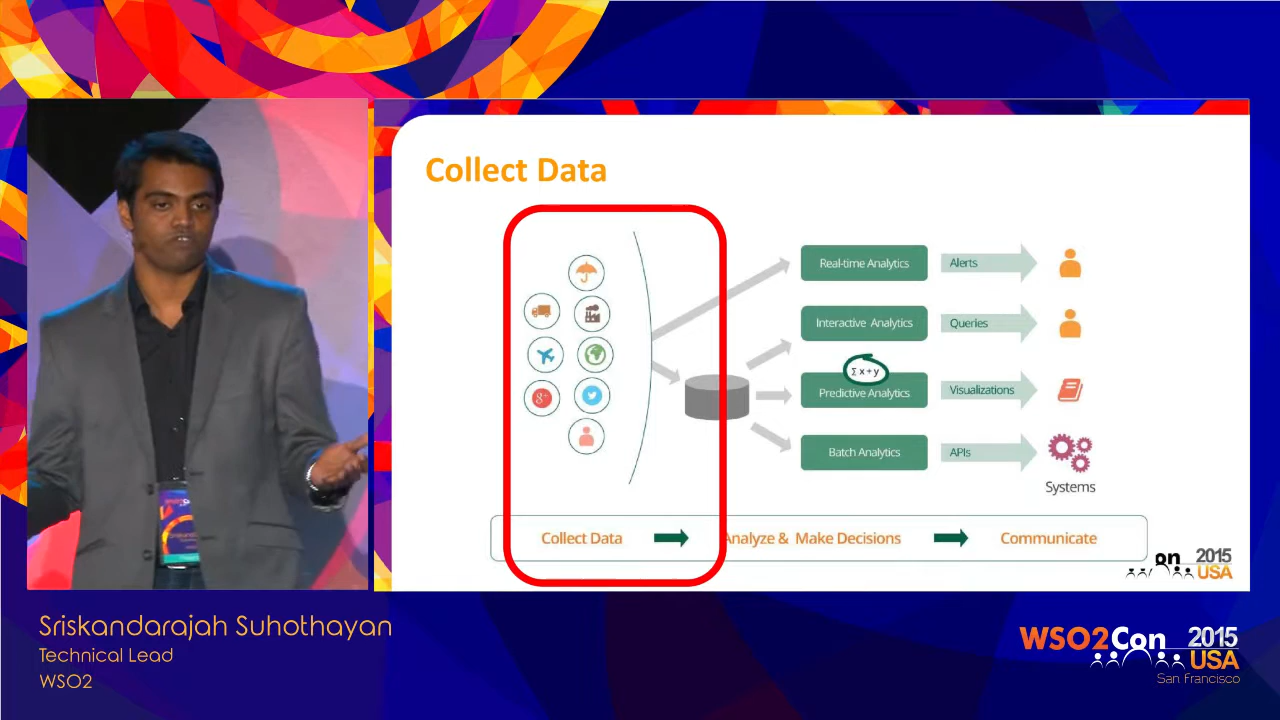 Collect Data
Real-time Analytics
Alerts
Interactive Analytics
Queries
Σ x+y
Predictive Analytics
Visualizations
Batch Analytics
APIs
Systems
g+
Collect Data
Analyze & Make Decisions
Communicate
on 2015
USA
Sriskandarajah Suhothayan
Technical Lead
WSO2
WSO2Con 2015
USA
San Francisco